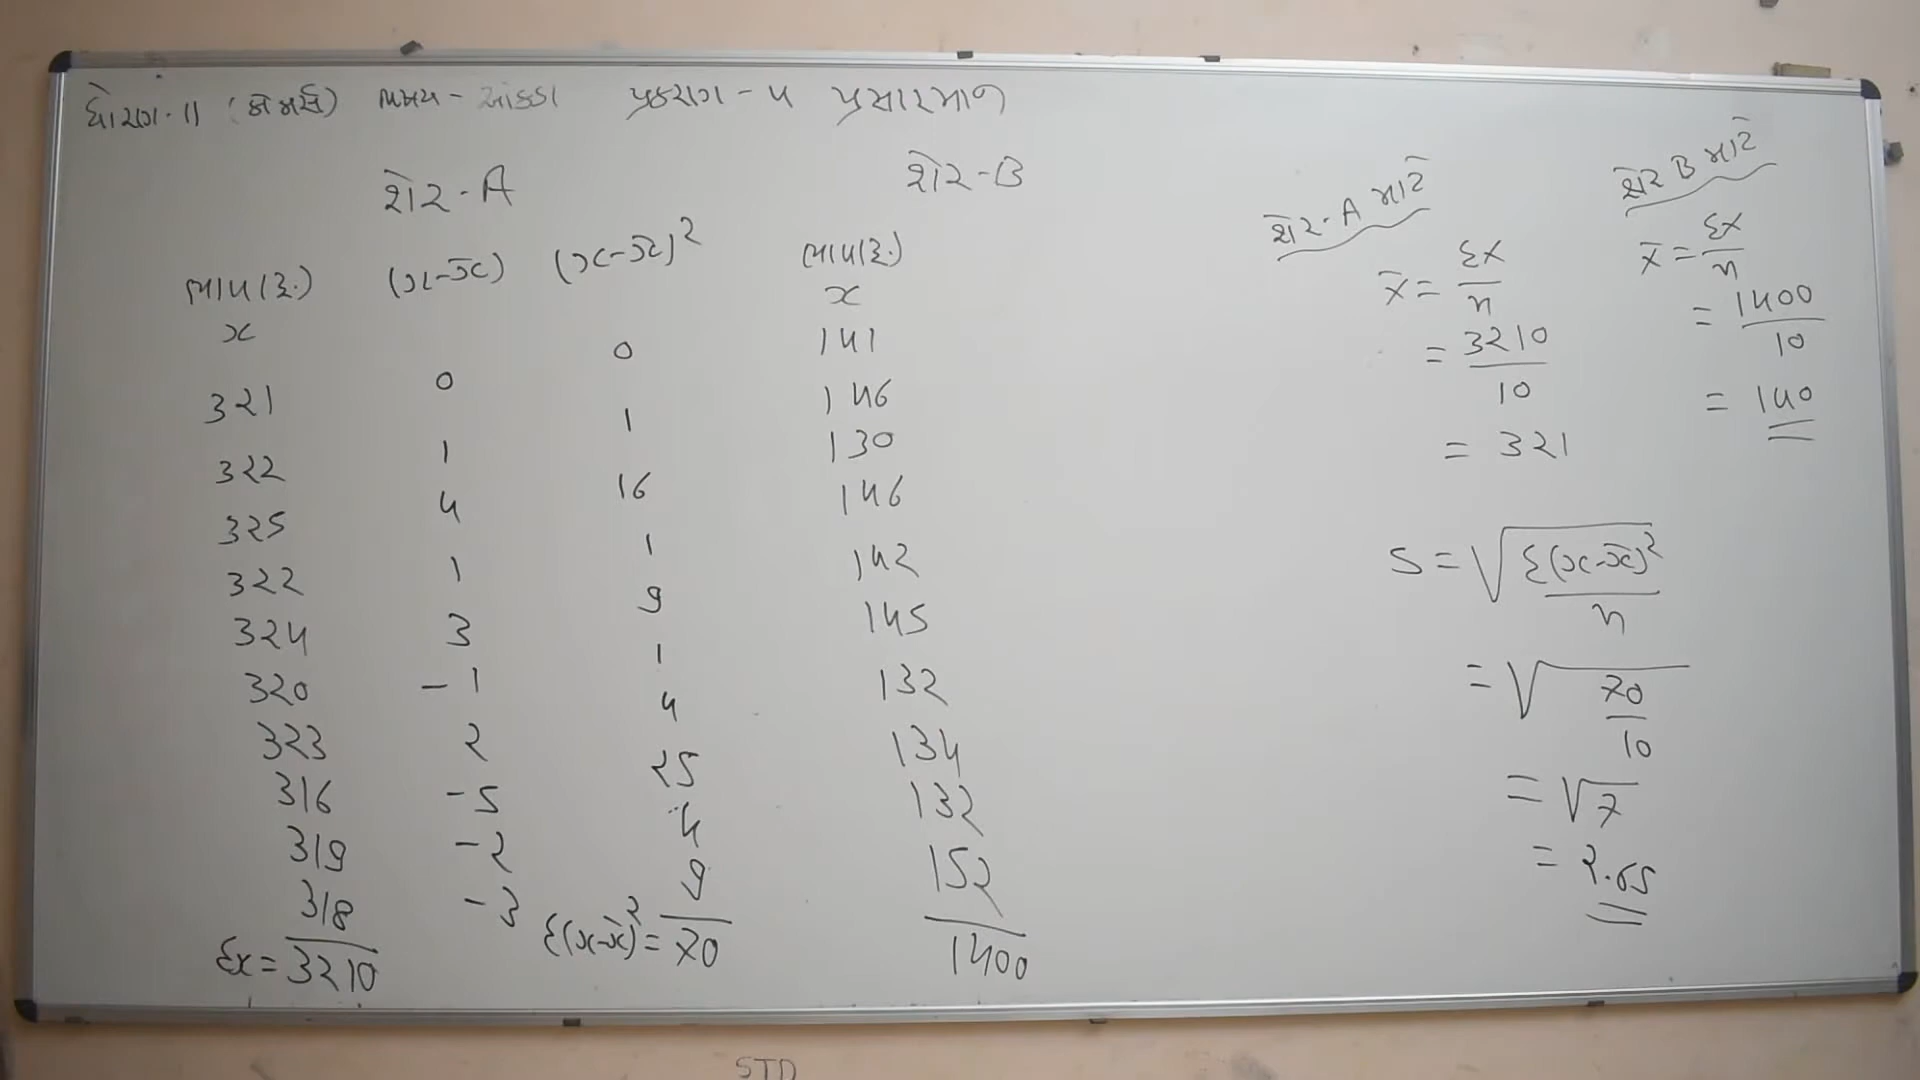 ધોરણ-11 (કોમર્સ) પ્રકરણ-5 પ્રસારમાન
શેર-A
ભાવ(રૂ.) (x-x̄) (x-x̄)²
x
321 0 0
322 1 1
325 4 16
322 1 1
324 3 9
320 -1 1
323 2 4
316 -5 25
319 -2 4
318 -3 9
Σx = 3210 Σ(x-x̄)² = 70
શેર-B
ભાવ(રૂ.)
x
141
146
130
146
142
145
132
134
132
152
1400
શેર-A માટે
x̄ = Σx/n
= 3210/10
= 321
S = √(Σ(x-x̄)²/n)
= √(70/10)
= √7
= 2.65
શેર B માટે
x̄ = Σx/n
= 1400/10
= 140
STD